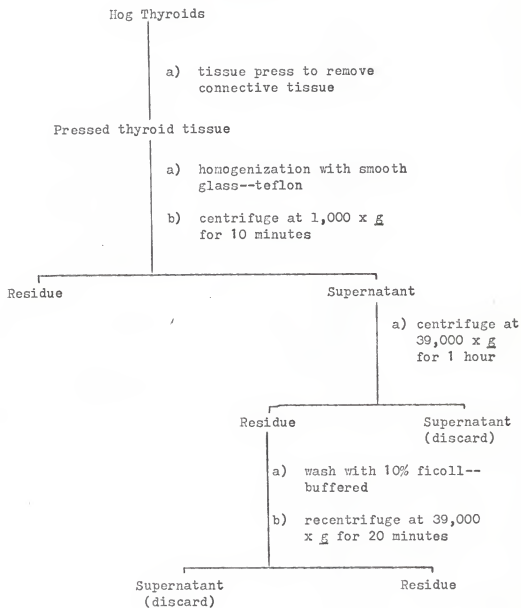 Hog Thyroids
a) tissue press to remove
connective tissue
Pressed thyroid tissue
a) homogenization with smooth
glass--teflon
b) centrifuge at 1,000 x g
for 10 minutes
Residue
Supernatant
a) centrifuge at
39,000 x g
for 1 hour
Residue
Supernatant
(discard)
a) wash with 10% ficoll--
buffered
b) recentrifuge at 39,000
x g for 20 minutes
Supernatant
(discard)
Residue